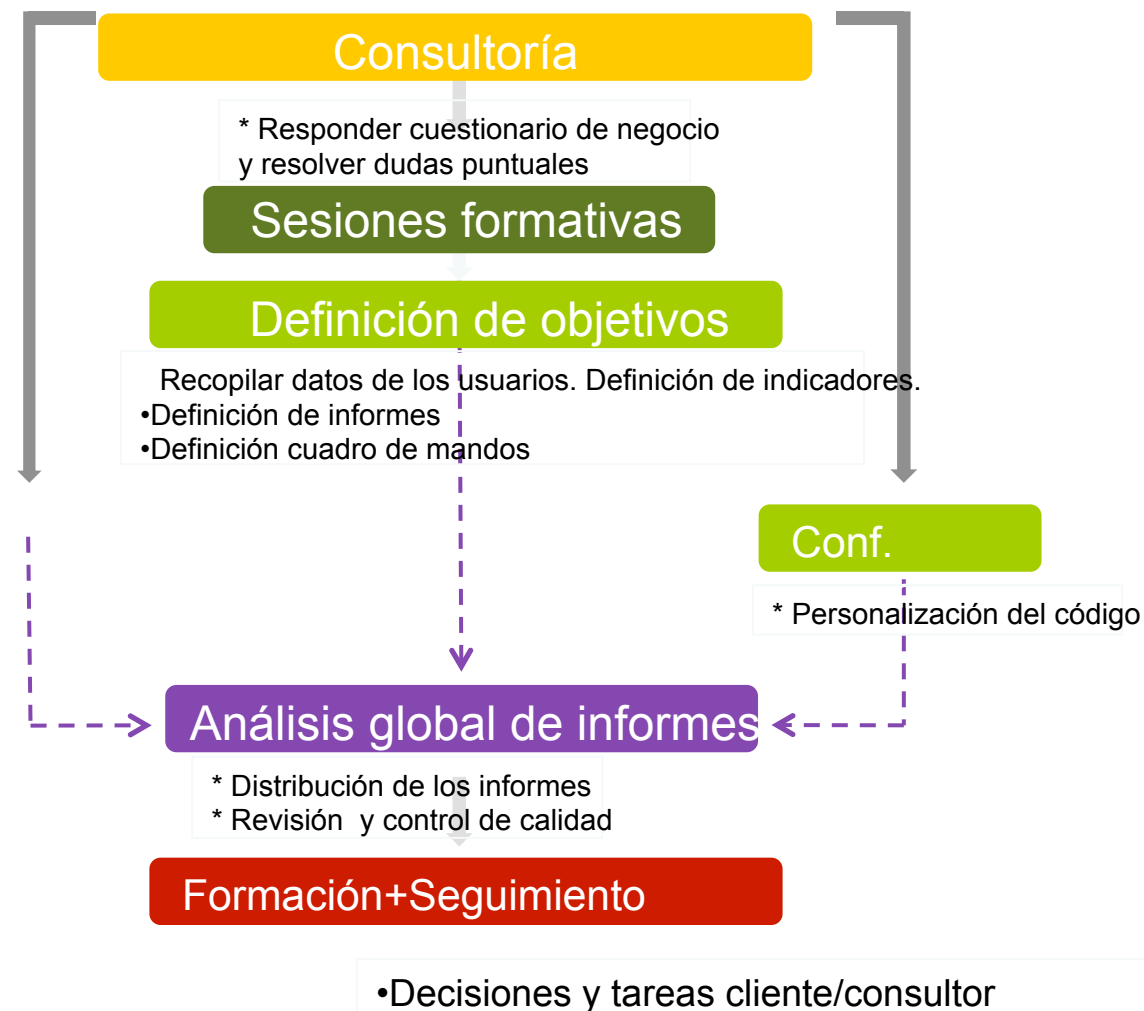 Consultoría
* Responder cuestionario de negocio
y resolver dudas puntuales
Sesiones formativas
Definición de objetivos
Recopilar datos de los usuarios. Definición de indicadores.
•Definición de informes
•Definición cuadro de mandos
Conf.
* Personalización del código
Análisis global de informes
* Distribución de los informes
* Revisión  y control de calidad
Formación+Seguimiento
•Decisiones y tareas cliente/consultor